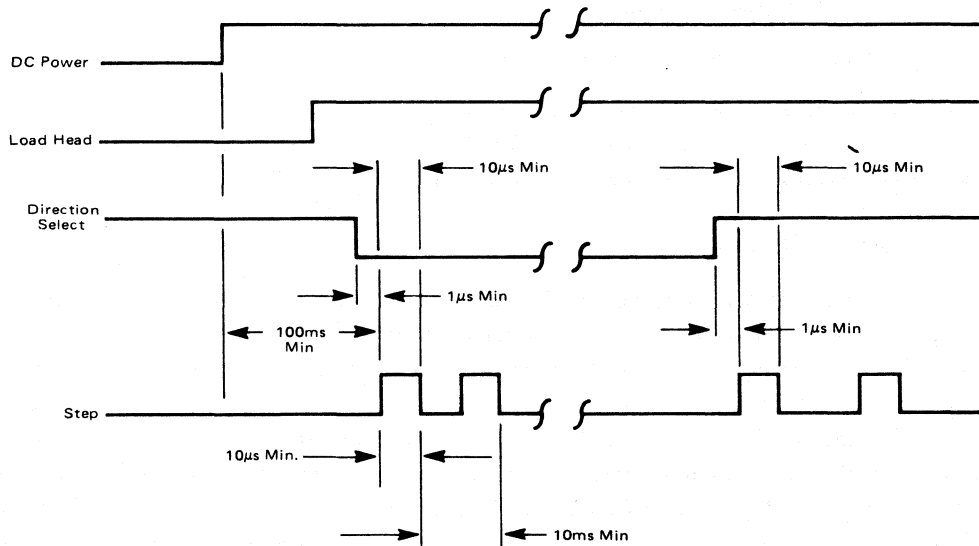 DC Power
Load Head
10µs Min
10µs Min
Direction
Select
1µs Min
1µs Min
100ms
Min
Step
10µs Min.
10ms Min